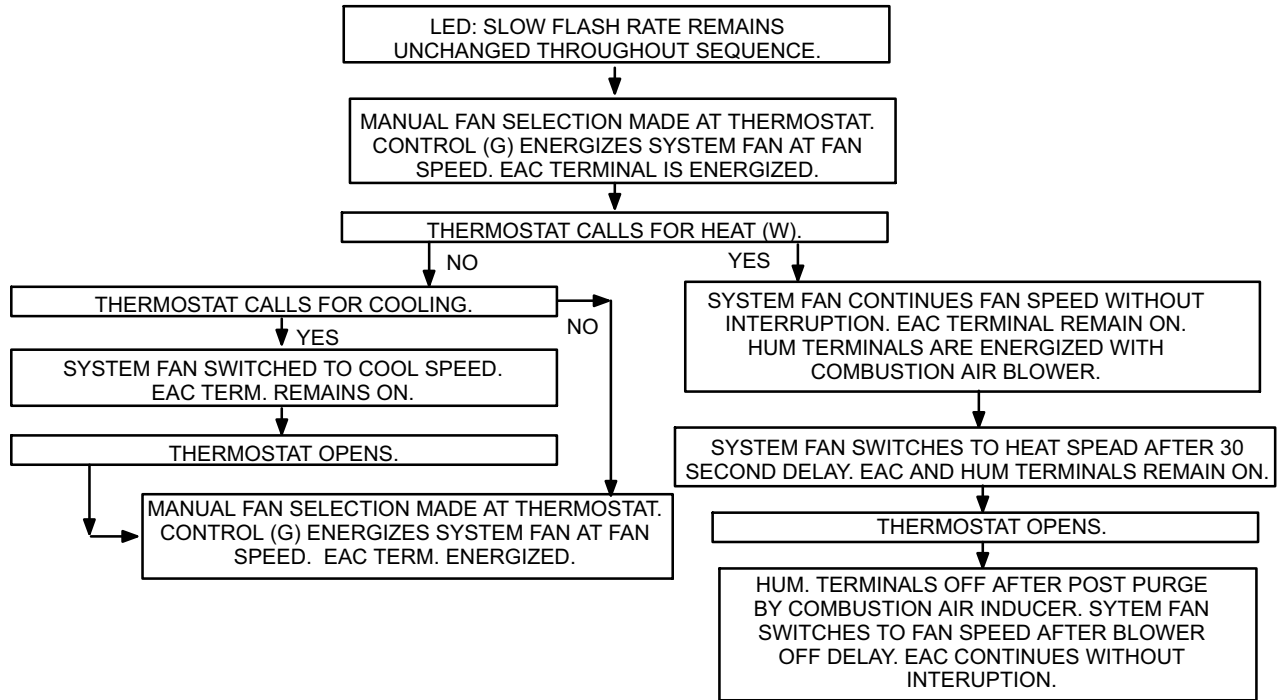 LED: SLOW FLASH RATE REMAINS
UNCHANGED THROUGHOUT SEQUENCE.
MANUAL FAN SELECTION MADE AT THERMOSTAT.
CONTROL (G) ENERGIZES SYSTEM FAN AT FAN
SPEED. EAC TERMINAL IS ENERGIZED.
THERMOSTAT CALLS FOR HEAT (W).
NO
YES
THERMOSTAT CALLS FOR COOLING.
NO
YES
SYSTEM FAN SWITCHED TO COOL SPEED.
EAC TERM. REMAINS ON.
THERMOSTAT OPENS.
MANUAL FAN SELECTION MADE AT THERMOSTAT.
CONTROL (G) ENERGIZES SYSTEM FAN AT FAN
SPEED. EAC TERM. ENERGIZED.
SYSTEM FAN CONTINUES FAN SPEED WITHOUT
INTERRUPTION. EAC TERMINAL REMAIN ON.
HUM TERMINALS ARE ENERGIZED WITH
COMBUSTION AIR BLOWER.
SYSTEM FAN SWITCHES TO HEAT SPEAD AFTER 30
SECOND DELAY. EAC AND HUM TERMINALS REMAIN ON.
THERMOSTAT OPENS.
HUM. TERMINALS OFF AFTER POST PURGE
BY COMBUSTION AIR INDUCER. SYTEM FAN
SWITCHES TO FAN SPEED AFTER BLOWER
OFF DELAY. EAC CONTINUES WITHOUT
INTERUPTION.